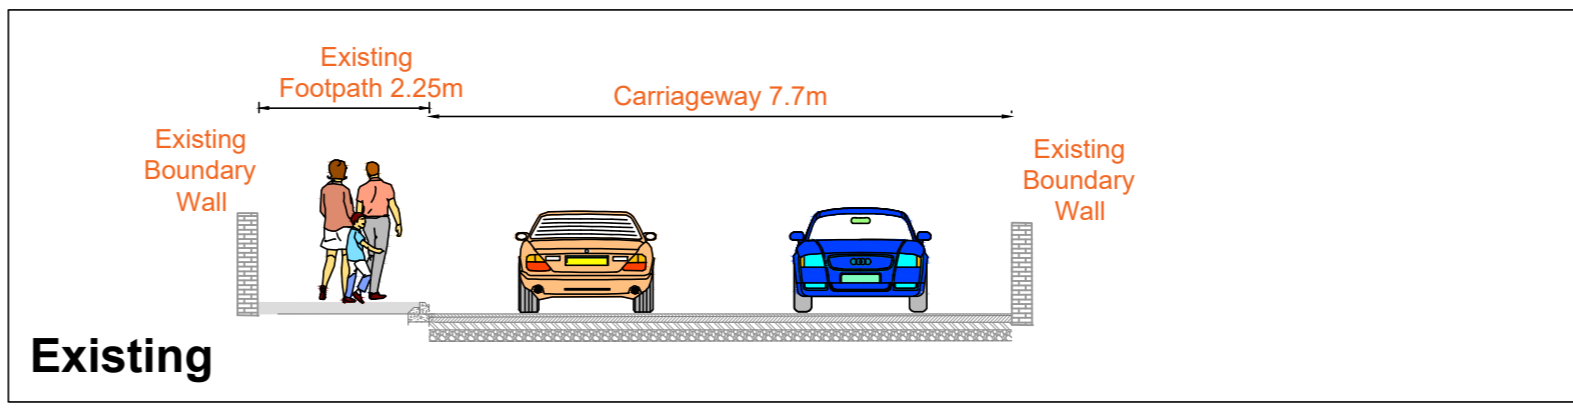 Existing
Footpath 2.25m
Carriageway 7.7m
Existing
Boundary
Wall
Existing
Boundary
Wall
Existing